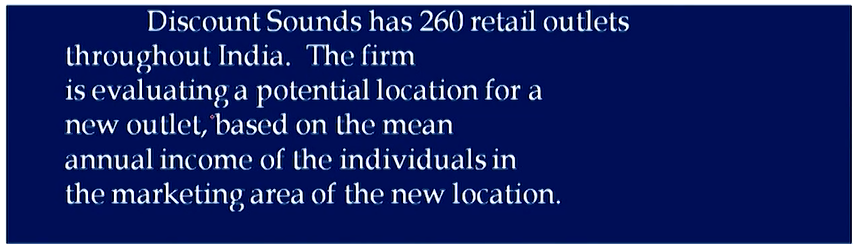 Discount Sounds has 260 retail outlets
throughout India. The firm
is evaluating a potential location for a
new outlet, based on the mean
annual income of the individuals in
the marketing area of the new location.